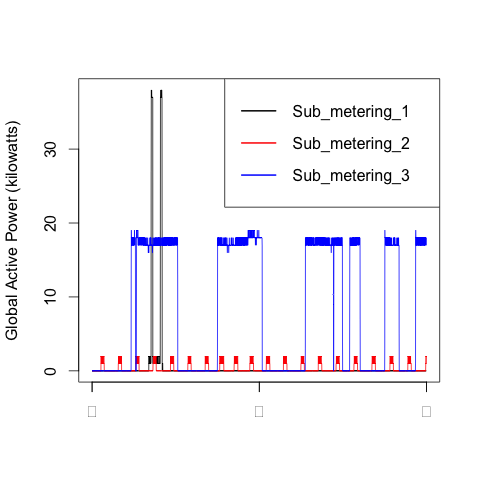 Global Active Power (kilowatts)
30
20
10
0
Sub_metering_1
Sub_metering_2
Sub_metering_3